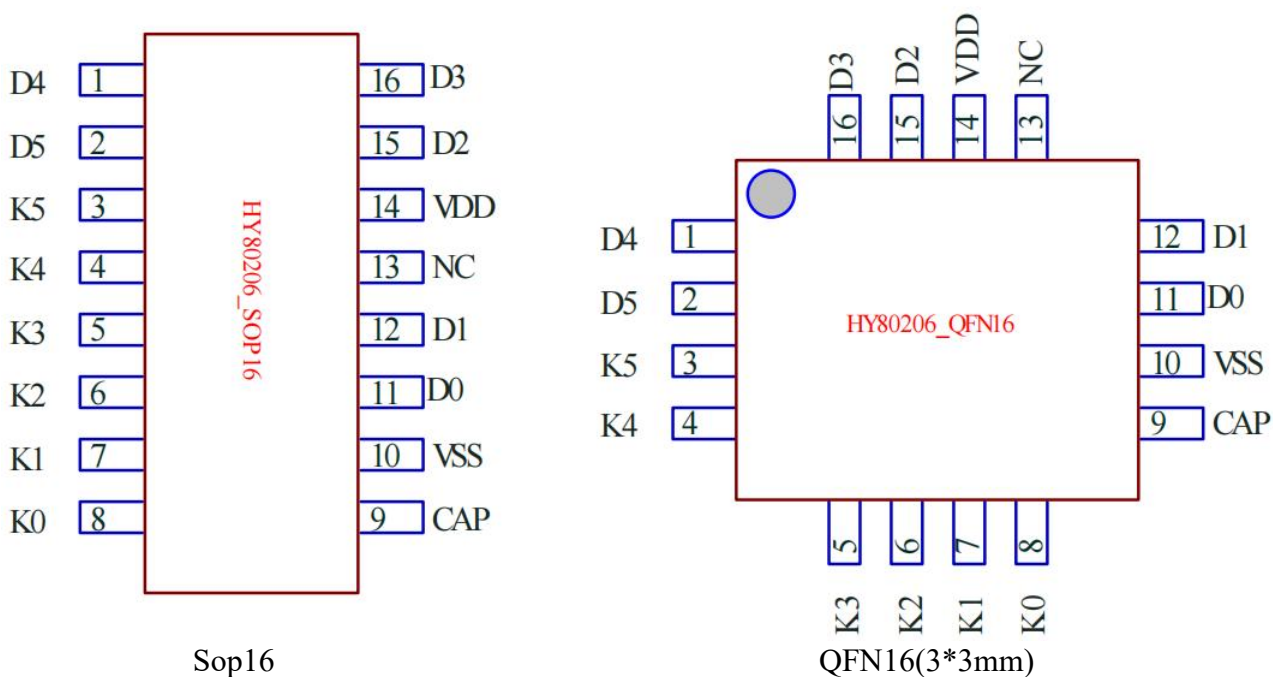 D4 1 16 D3
D5 2 15 D2
K5 3 14 VDD
K4 4 13 NC
K3 5 12 D1
K2 6 11 D0
K1 7 10 VSS
K0 8 9 CAP
HY80206_SOP16
Sop16
D3 D2 VDD NC
16 15 14 13
D4 1 12 D1
D5 2 11 D0
K5 3 10 VSS
K4 4 9 CAP
HY80206_QFN16
5 6 7 8
K3 K2 K1 K0
QFN16(3*3mm)